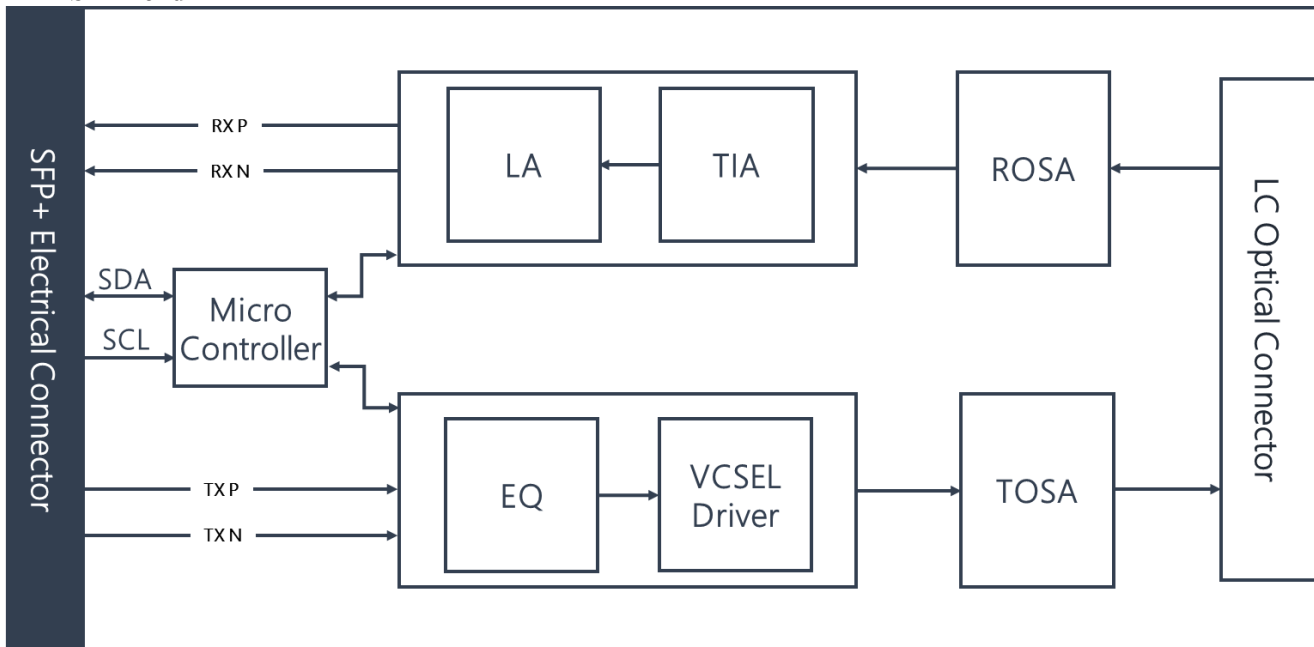 SFP+ Electrical Connector
RX P
RX N
LA
TIA
ROSA
LC Optical Connector
SDA
SCL
Micro
Controller
TX P
TX N
EQ
VCSEL
Driver
TOSA